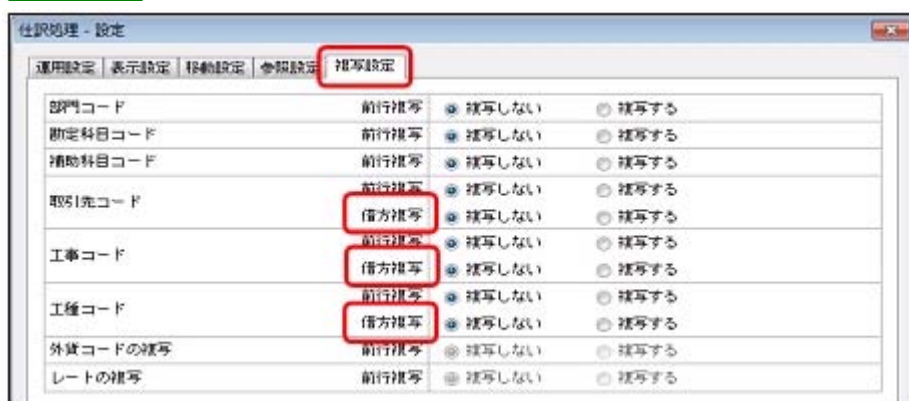 仕訳処理 - 設定
運用設定 表示設定 移動設定 参照設定 複写設定
部門コード 前行複写 複写しない 複写する
勘定科目コード 前行複写 複写しない 複写する
補助科目コード 前行複写 複写しない 複写する
取引先コード 前行複写 複写しない 複写する
借方複写 複写しない 複写する
工事コード 前行複写 複写しない 複写する
借方複写 複写しない 複写する
工種コード 前行複写 複写しない 複写する
借方複写 複写しない 複写する
外貨コードの複写 前行複写 複写しない 複写する
レートの複写 前行複写 複写しない 複写する